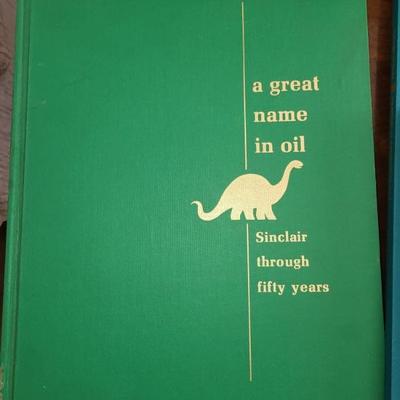 a great
name
in oil
Sinclair
through
fifty years